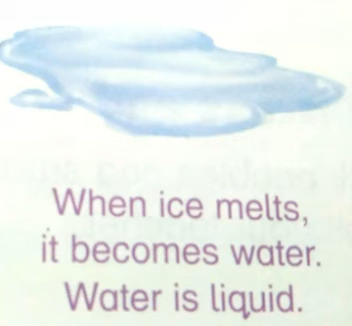 When ice melts,
it becomes water.
Water is liquid.